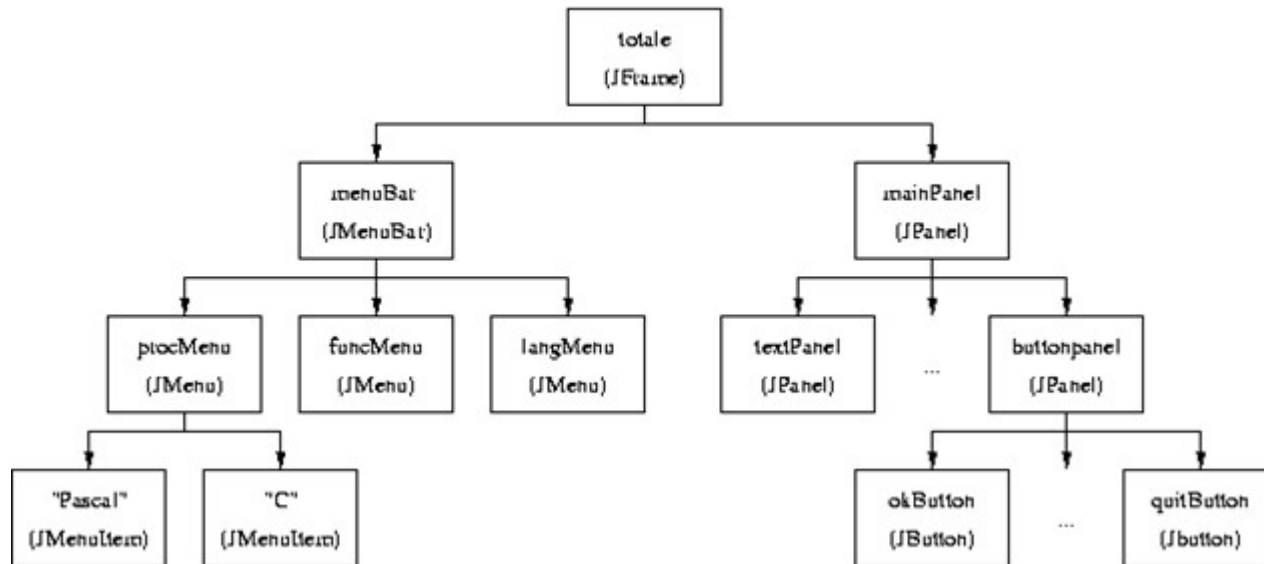 totale
(JFrame)
menuBar
(JMenuBar)
mainPanel
(JPanel)
procMenu
(JMenu)
funcMenu
(JMenu)
langMenu
(JMenu)
textPanel
(JPanel)
...
buttonpanel
(JPanel)
"Pascal"
(JMenuItem)
"C"
(JMenuItem)
okButton
(JButton)
...
quitButton
(Jbutton)